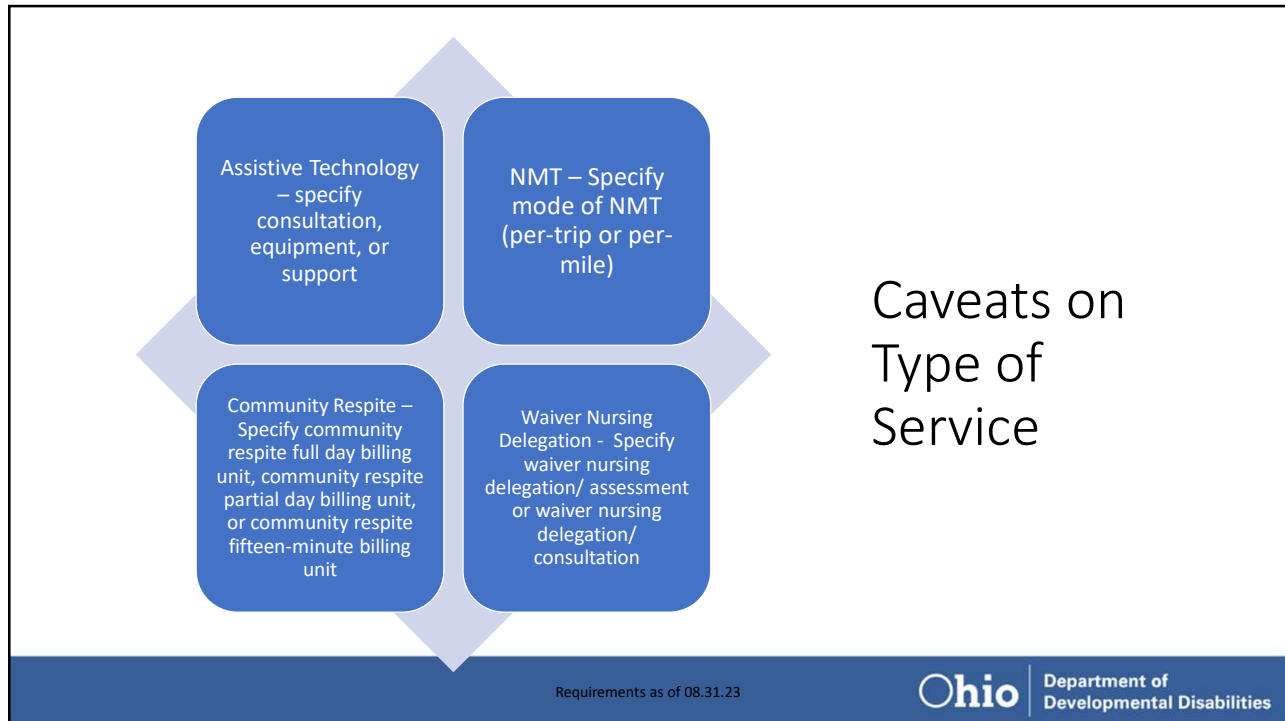 Assistive Technology
– specify
consultation,
equipment, or
support
NMT – Specify
mode of NMT
(per-trip or per-
mile)
Community Respite –
Specify community
respite full day billing
unit, community respite
partial day billing unit,
or community respite
fifteen-minute billing
unit
Waiver Nursing
Delegation - Specify
waiver nursing
delegation/ assessment
or waiver nursing
delegation/
consultation
Caveats on
Type of
Service
Requirements as of 08.31.23
Ohio
Department of
Developmental Disabilities